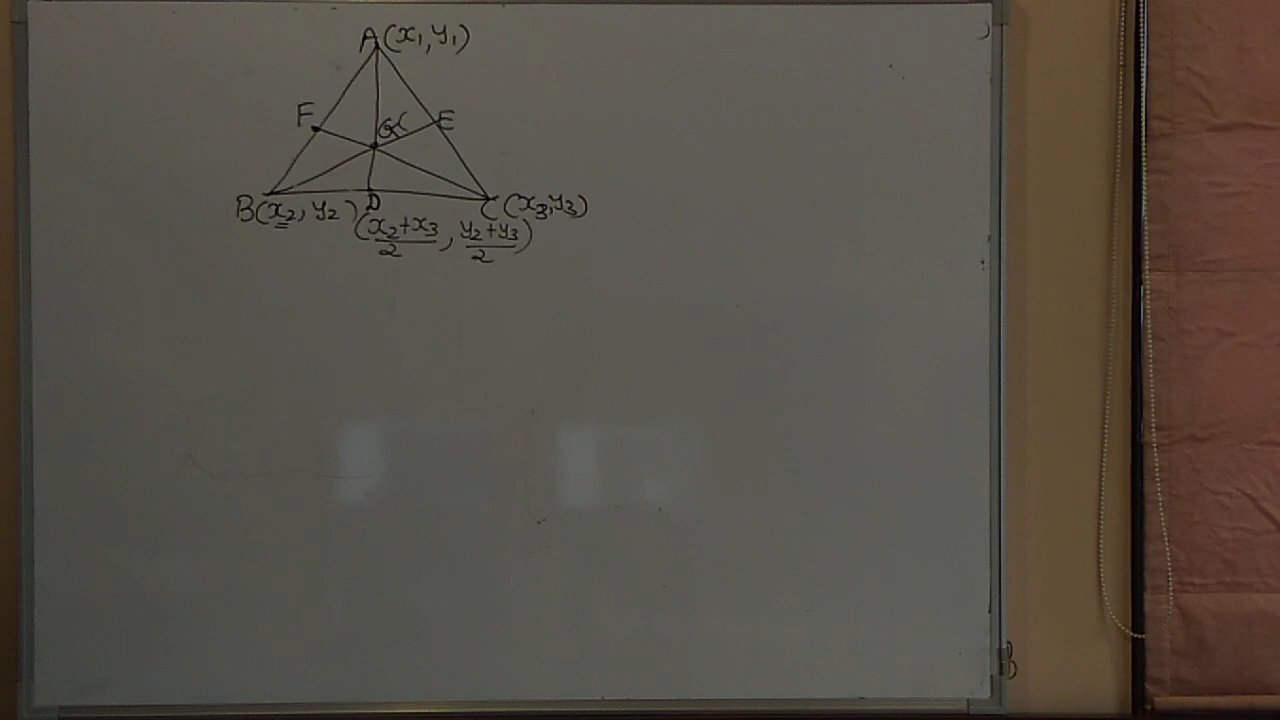 A(x₁, y₁)
F
G(
E
B(x₂, y₂)
D
C(x₃, y₃)
(x₂+x₃/2, y₂+y₃/2)